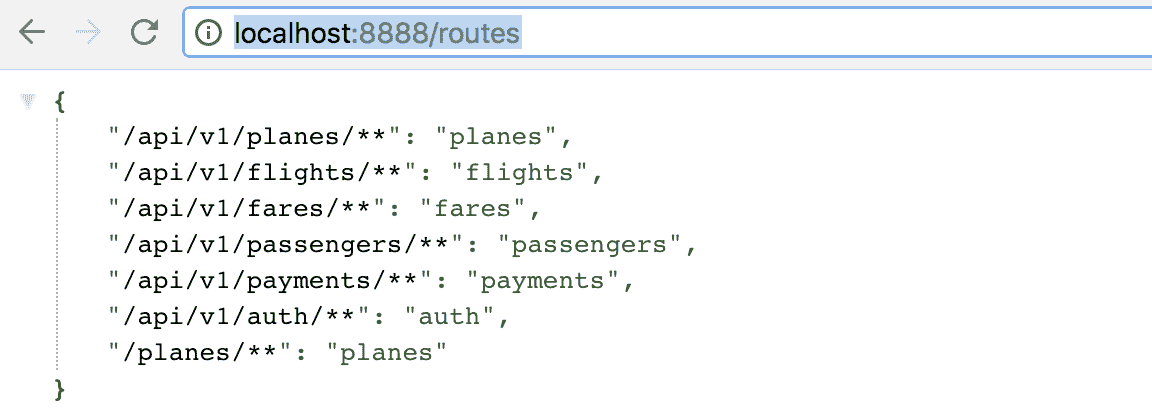 localhost:8888/routes
{
"/api/v1/planes/**": "planes",
"/api/v1/flights/**": "flights",
"/api/v1/fares/**": "fares",
"/api/v1/passengers/**": "passengers",
"/api/v1/payments/**": "payments",
"/api/v1/auth/**": "auth",
"/planes/**": "planes"
}